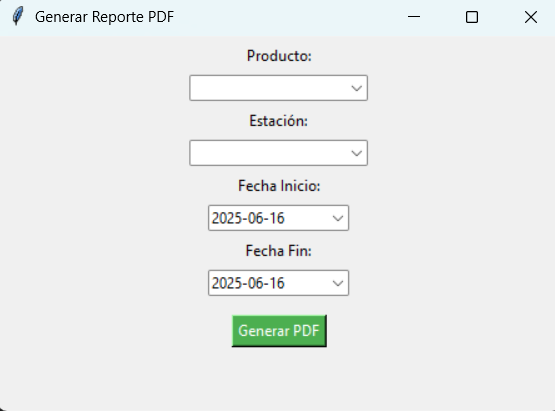 Generar Reporte PDF
Producto:
Estación:
Fecha Inicio:
2025-06-16
Fecha Fin:
2025-06-16
Generar PDF